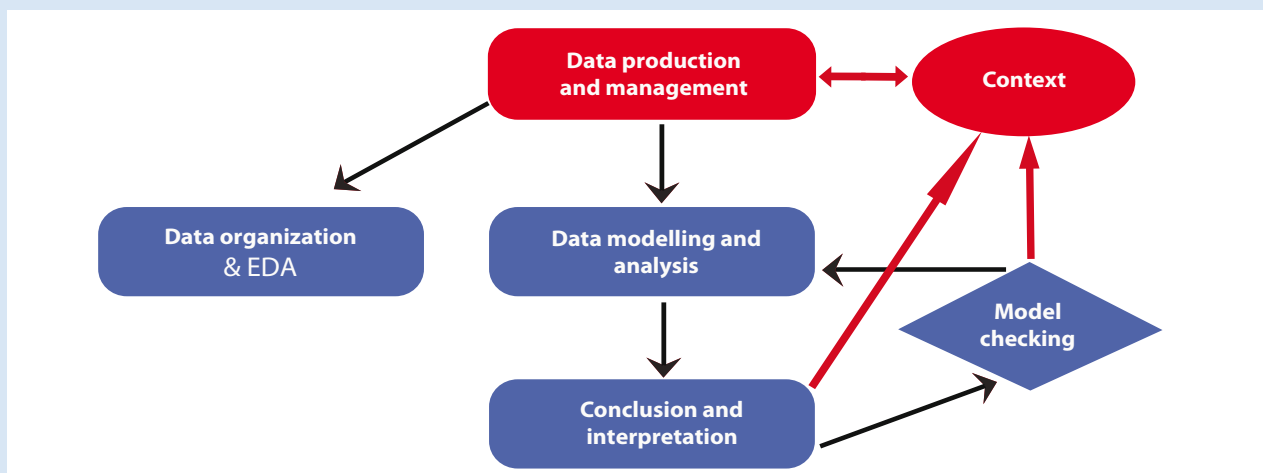 Data production
and management
Context
Data organization
& EDA
Data modelling and
analysis
Model
checking
Conclusion and
interpretation